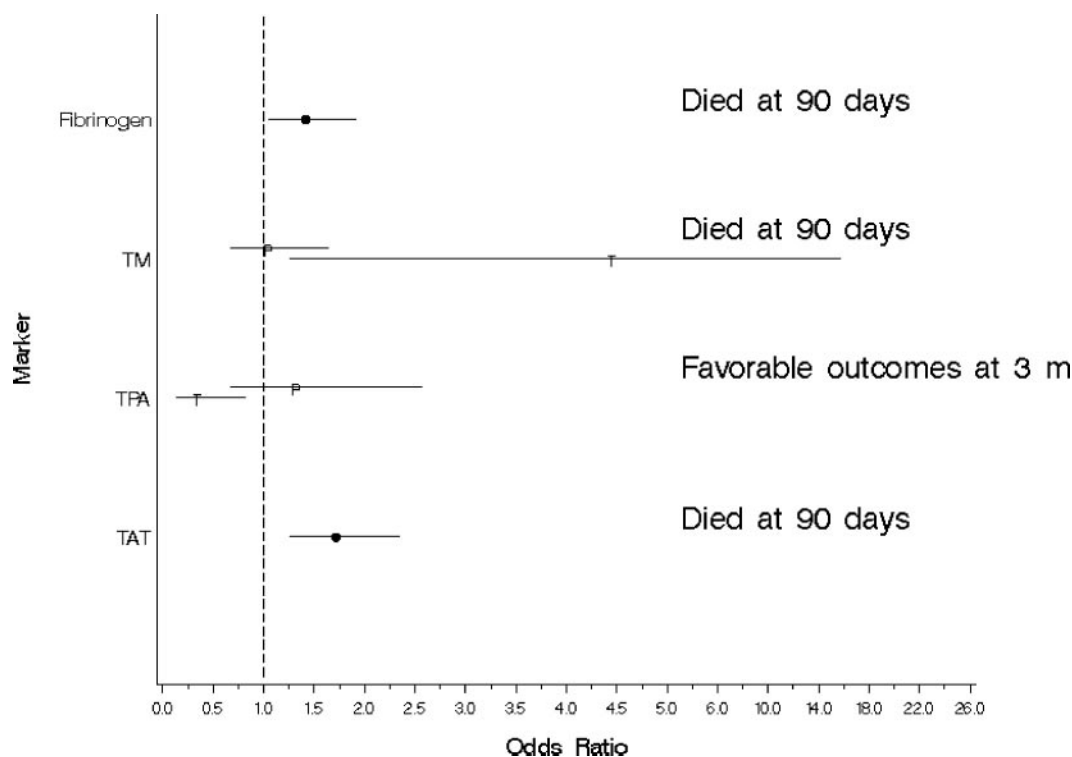 Died at 90 days
Fibrinogen
Died at 90 days
P
TM
T
Favorable outcomes at 3 m
P
TPA
T
Died at 90 days
TAT
Marker
0.0 0.5 1.0 1.5 2.0 2.5 3.0 3.5 4.0 4.5 5.0 6.0 10.0 14.0 18.0 22.0 26.0
Odds Ratio